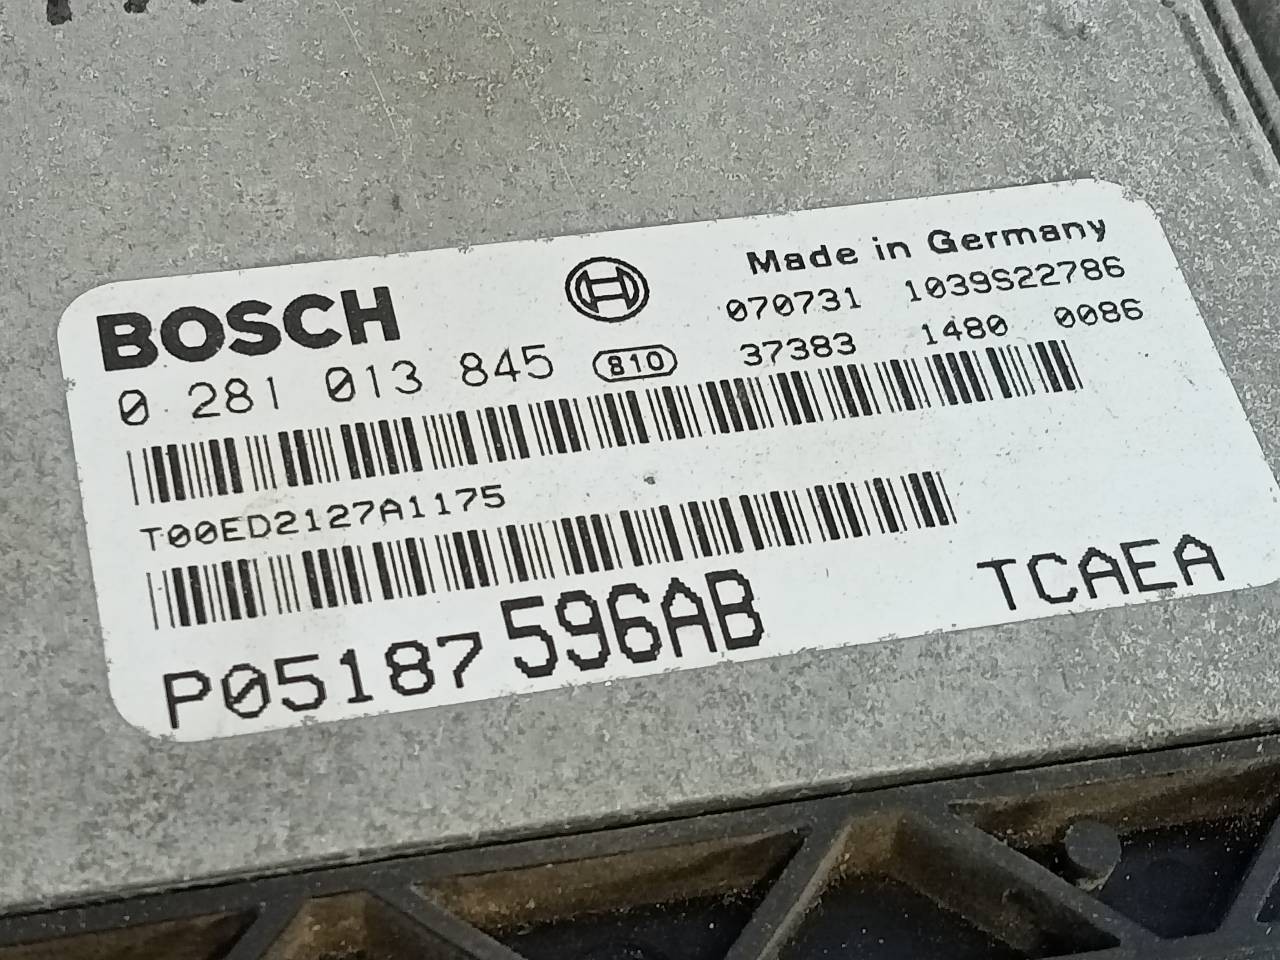 BOSCH
Made in Germany
070731 1039S22786
0 281 013 845 810 37383 1480 0086
T00ED2127A1175
P05187596AB TCAEA